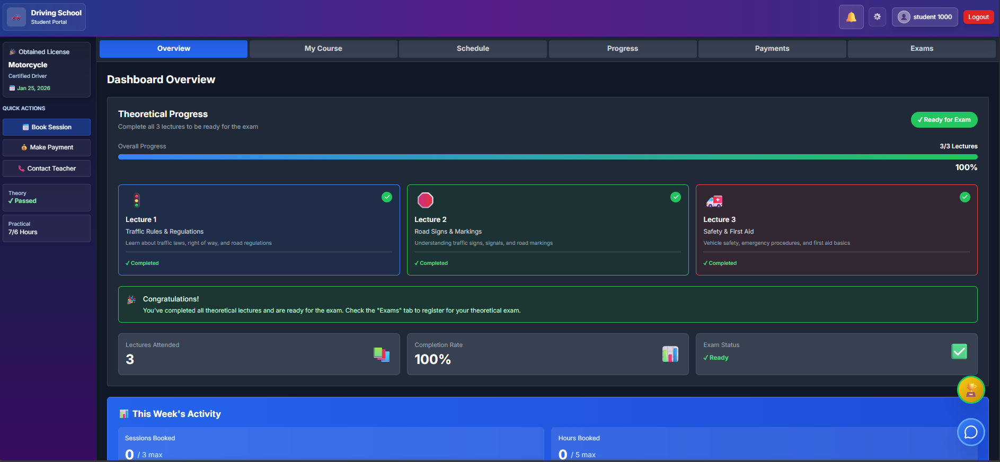 Driving School
Student Portal
student 1000
Logout
Obtained License
Motorcycle
Certified Driver
Jan 25, 2026
QUICK ACTIONS
Book Session
Make Payment
Contact Teacher
Theory
✓ Passed
Practical
7/6 Hours
Overview
My Course
Schedule
Progress
Payments
Exams
Dashboard Overview
Theoretical Progress
Complete all 3 lectures to be ready for the exam
✓ Ready for Exam
Overall Progress
3/3 Lectures
100%
Lecture 1
Traffic Rules & Regulations
Learn about traffic laws, right of way, and road regulations
✓ Completed
Lecture 2
Road Signs & Markings
Understanding traffic signs, signals, and road markings
✓ Completed
Lecture 3
Safety & First Aid
Vehicle safety, emergency procedures, and first aid basics
✓ Completed
Congratulations!
You've completed all theoretical lectures and are ready for the exam. Check the "Exams" tab to register for your theoretical exam.
Lectures Attended
3
Completion Rate
100%
Exam Status
✓ Ready
This Week's Activity
Sessions Booked
0 / 3 max
Hours Booked
0 / 5 max